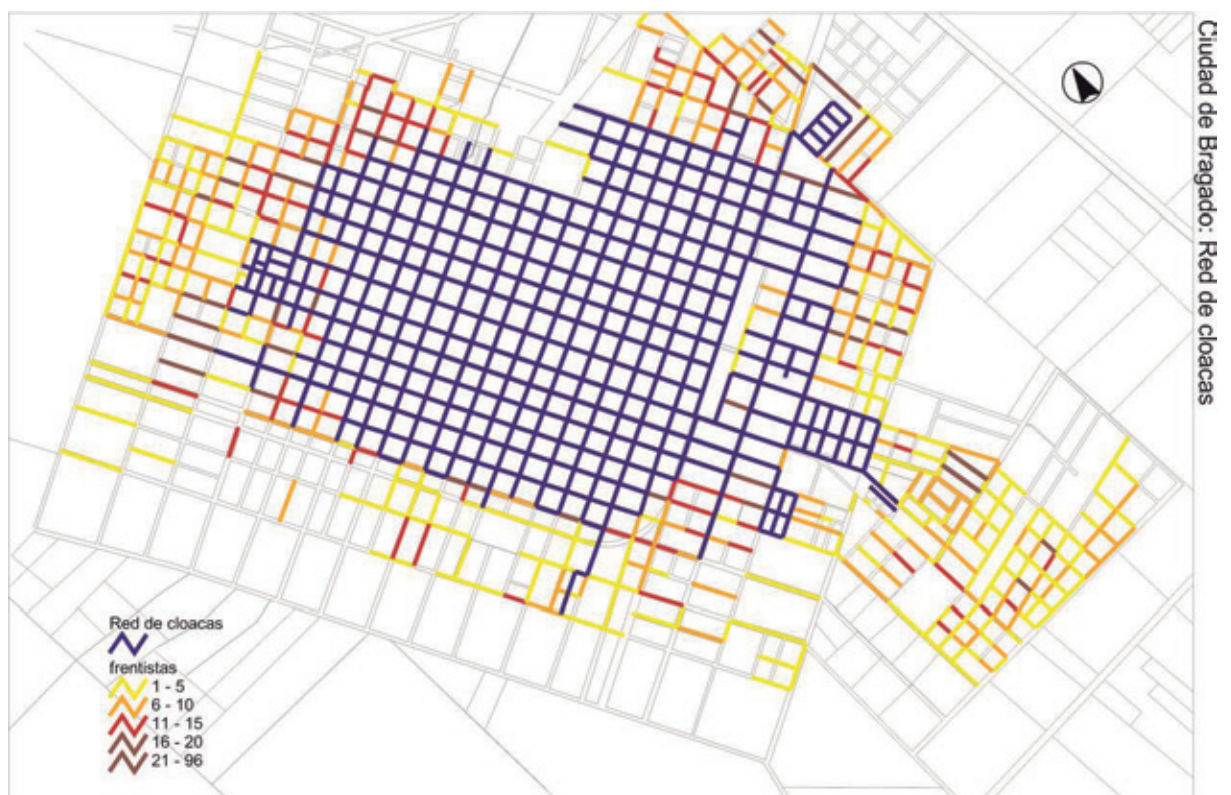 Ciudad de Bragado: Red de cloacas
Red de cloacas
frentistas
1 - 5
6 - 10
11 - 15
16 - 20
21 - 96